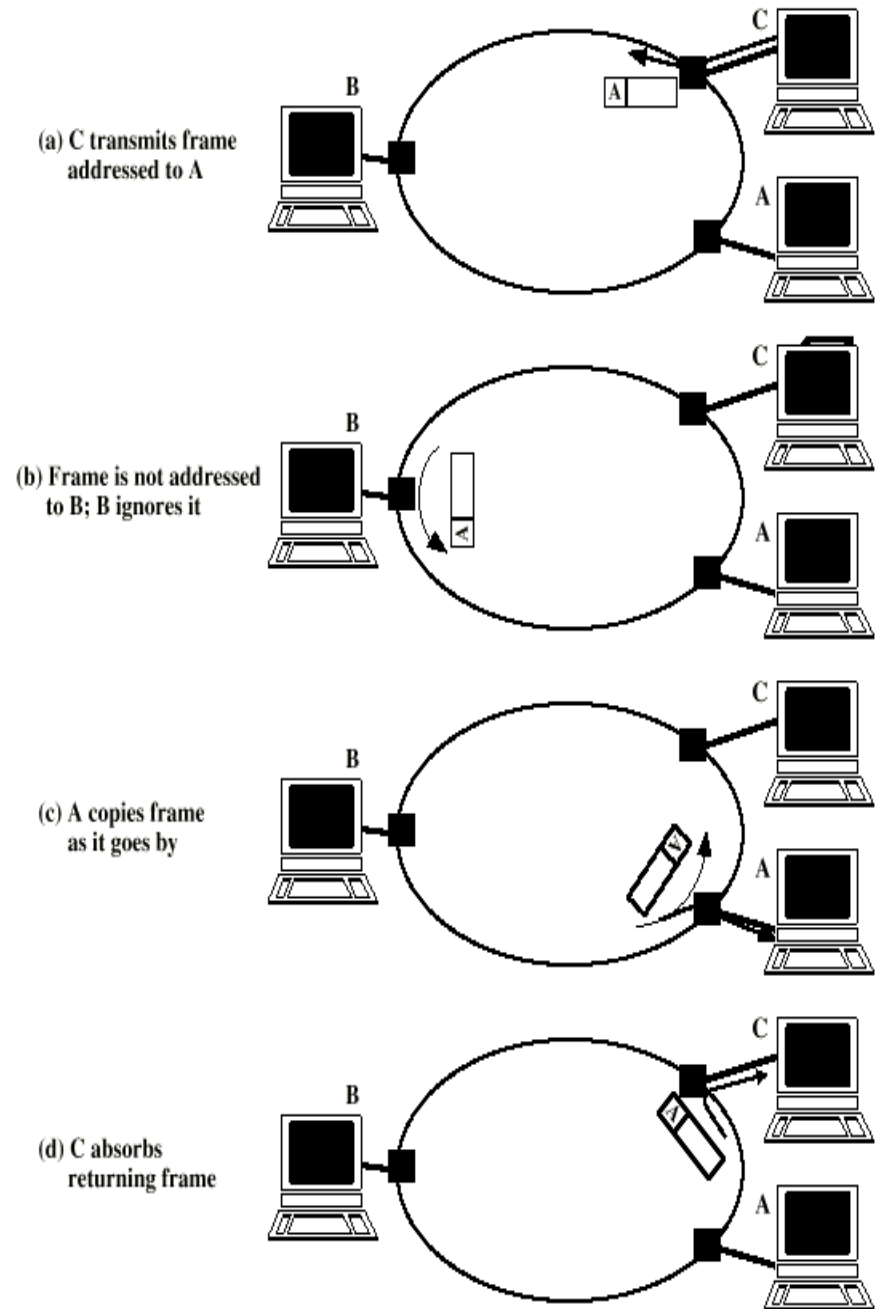 C
A
B
(a) C transmits frame
addressed to A
A
C
B
(b) Frame is not addressed
to B; B ignores it
A
A
C
B
(c) A copies frame
as it goes by
A
A
C
B
A
(d) C absorbs
returning frame
A